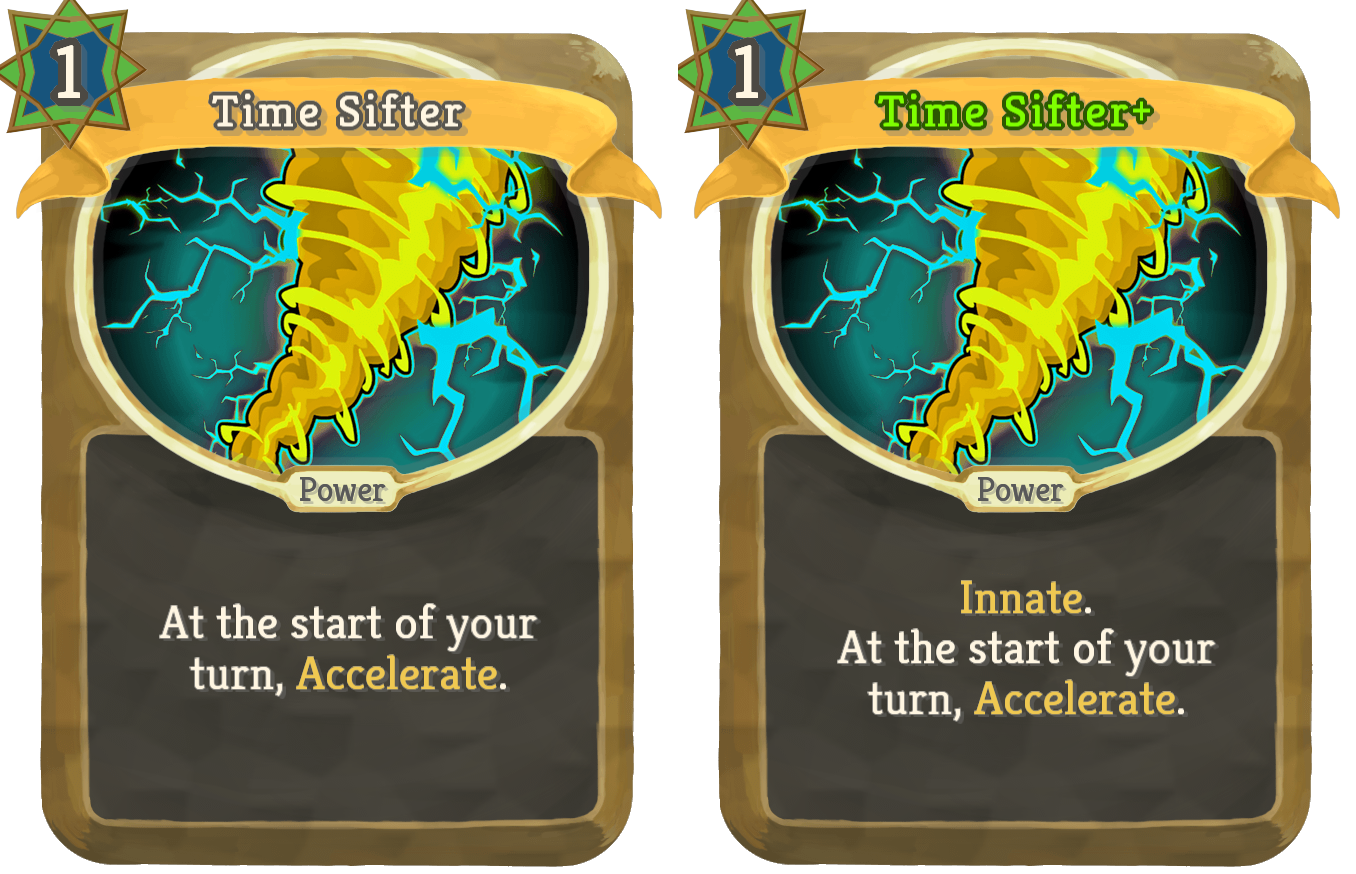 1
Time Sifter
Power
At the start of your
turn, Accelerate.
1
Time Sifter+
Power
Innate.
At the start of your
turn, Accelerate.